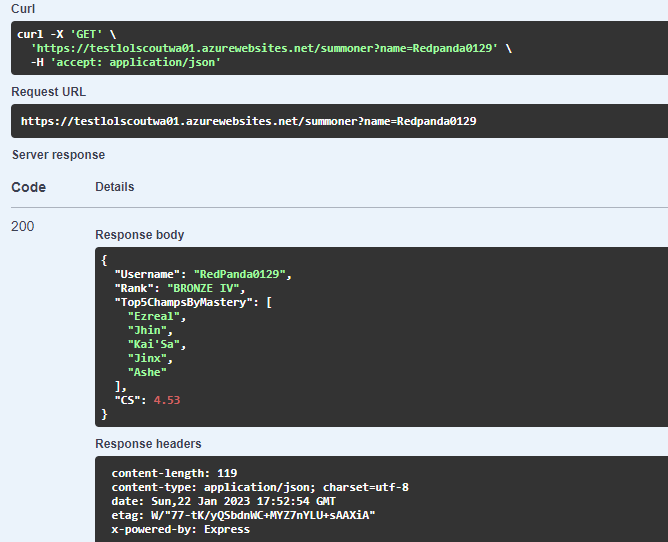 Curl
curl -X 'GET' \
'https://testlolscoutwa01.azurewebsites.net/summoner?name=Redpanda0129' \
-H 'accept: application/json'
Request URL
https://testlolscoutwa01.azurewebsites.net/summoner?name=Redpanda0129
Server response
Code Details
200
Response body
{
"Username": "RedPanda0129",
"Rank": "BRONZE IV",
"Top5ChampsByMastery": [
"Ezreal",
"Jhin",
"Kai'Sa",
"Jinx",
"Ashe"
],
"CS": 4.53
}
Response headers
content-length: 119
content-type: application/json; charset=utf-8
date: Sun,22 Jan 2023 17:52:54 GMT
etag: W/"77-tK/yQSbdnWC+MYZ7nYLU+sAAXiA"
x-powered-by: Express